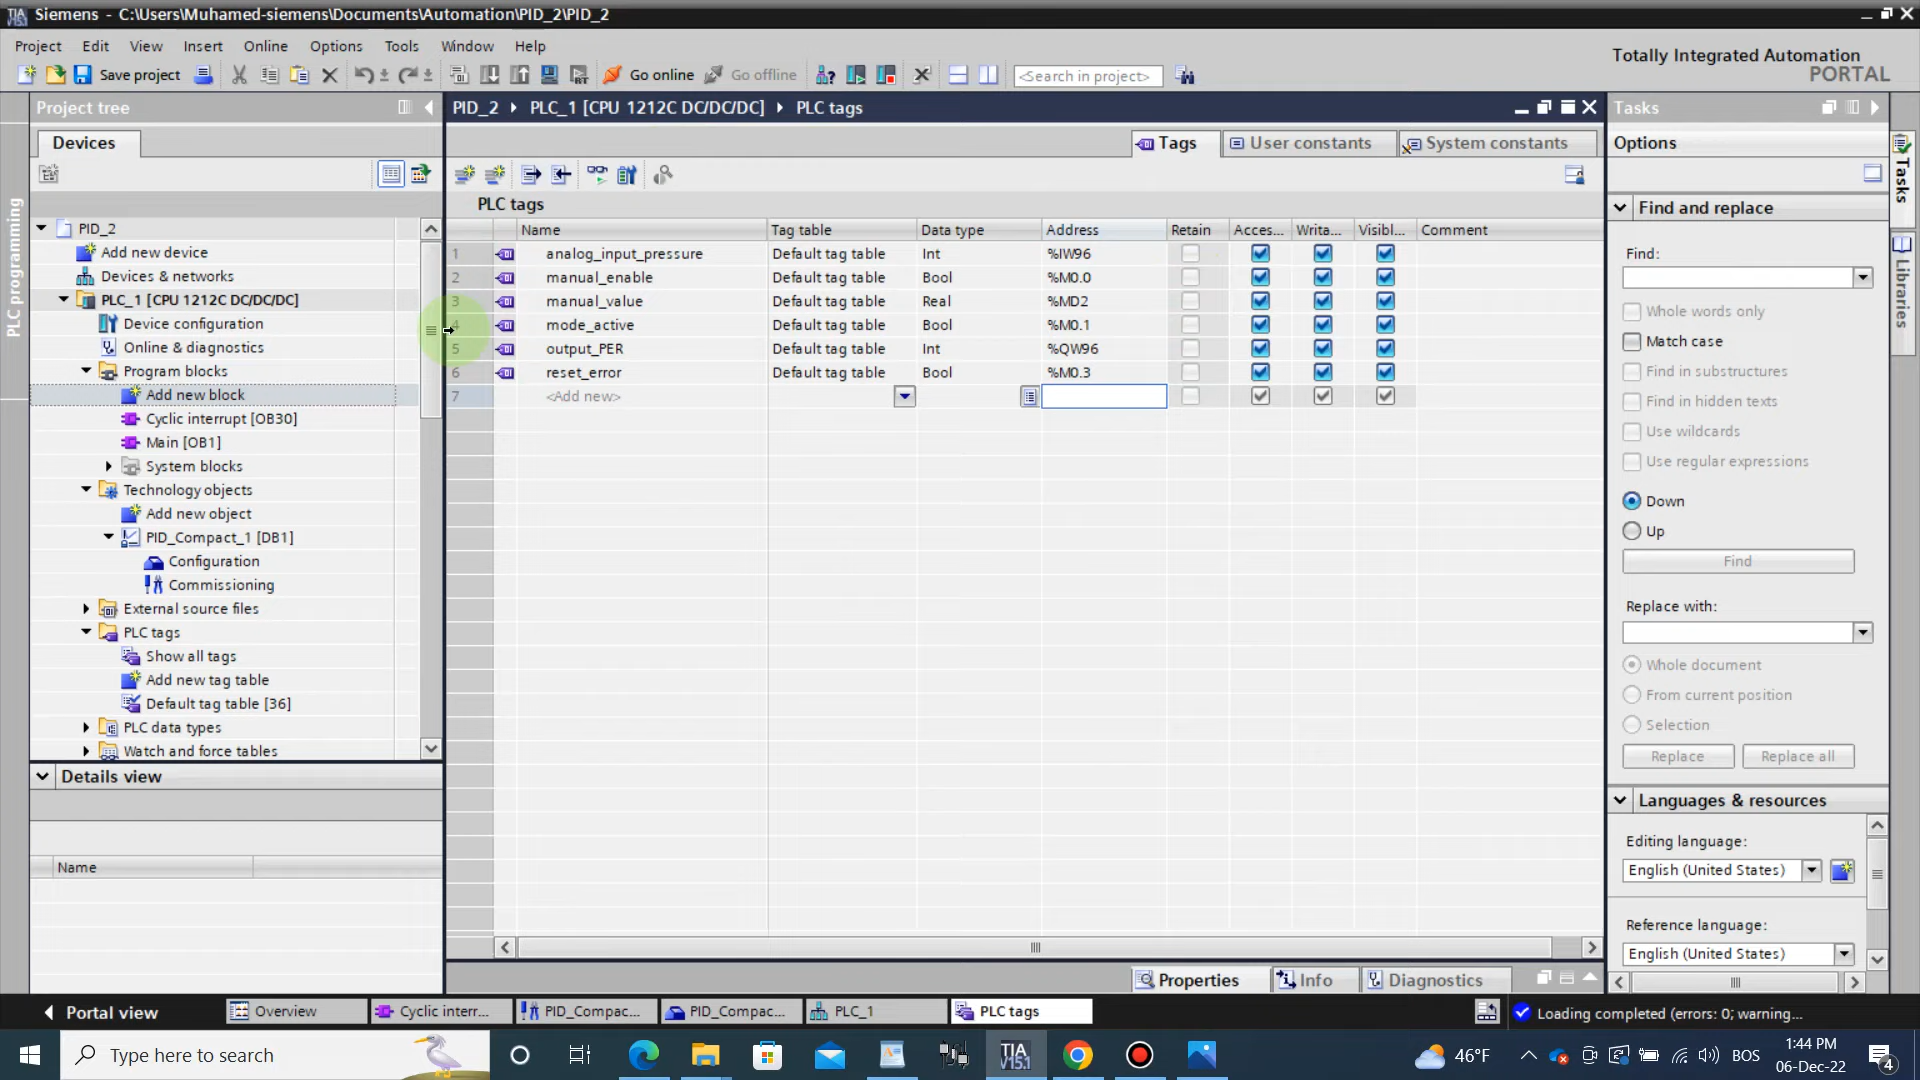 Siemens - C:\Users\Muhamed-siemens\Documents\Automation\PID_2\PID_2
Project Edit View Insert Online Options Tools Window Help
Totally Integrated Automation
PORTAL
Save project Go online Go offline <Search in project>
Project tree
PID_2 PLC_1 [CPU 1212C DC/DC/DC] PLC tags
Tasks
Devices
Tags User constants System constants
Options
PLC tags
Name Tag table Data type Address Retain Acces... Writa... Visibl... Comment
1 analog_input_pressure Default tag table Int %IW96
2 manual_enable Default tag table Bool %M0.0
3 manual_value Default tag table Real %MD2
4 mode_active Default tag table Bool %M0.1
5 output_PER Default tag table Int %QW96
6 reset_error Default tag table Bool %M0.3
7 <Add new>
PLC programming
PID_2
Add new device
Devices & networks
PLC_1 [CPU 1212C DC/DC/DC]
Device configuration
Online & diagnostics
Program blocks
Add new block
Cyclic interrupt [OB30]
Main [OB1]
System blocks
Technology objects
Add new object
PID_Compact_1 [DB1]
Configuration
Commissioning
External source files
PLC tags
Show all tags
Add new tag table
Default tag table [36]
PLC data types
Watch and force tables
Details view
Name
Find and replace
Find:
Whole words only
Match case
Find in substructures
Find in hidden texts
Use wildcards
Use regular expressions
Down
Up
Find
Replace with:
Whole document
From current position
Selection
Replace Replace all
Languages & resources
Editing language:
English (United States)
Reference language:
English (United States)
Tasks
Libraries
Properties Info Diagnostics
Portal view Overview Cyclic interr... PID_Compac... PID_Compac... PLC_1 PLC tags Loading completed (errors: 0; warning...
Type here to search
TIA
V15.1
46°F BOS
1:44 PM
06-Dec-22
4